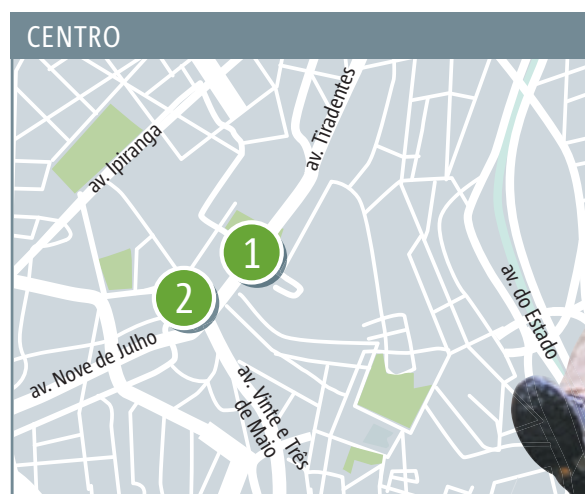 CENTRO
av. Ipiranga
av. Tiradentes
1
2
av. do Estado
av. Nove de Julho
av. Vinte e Três
de Maio